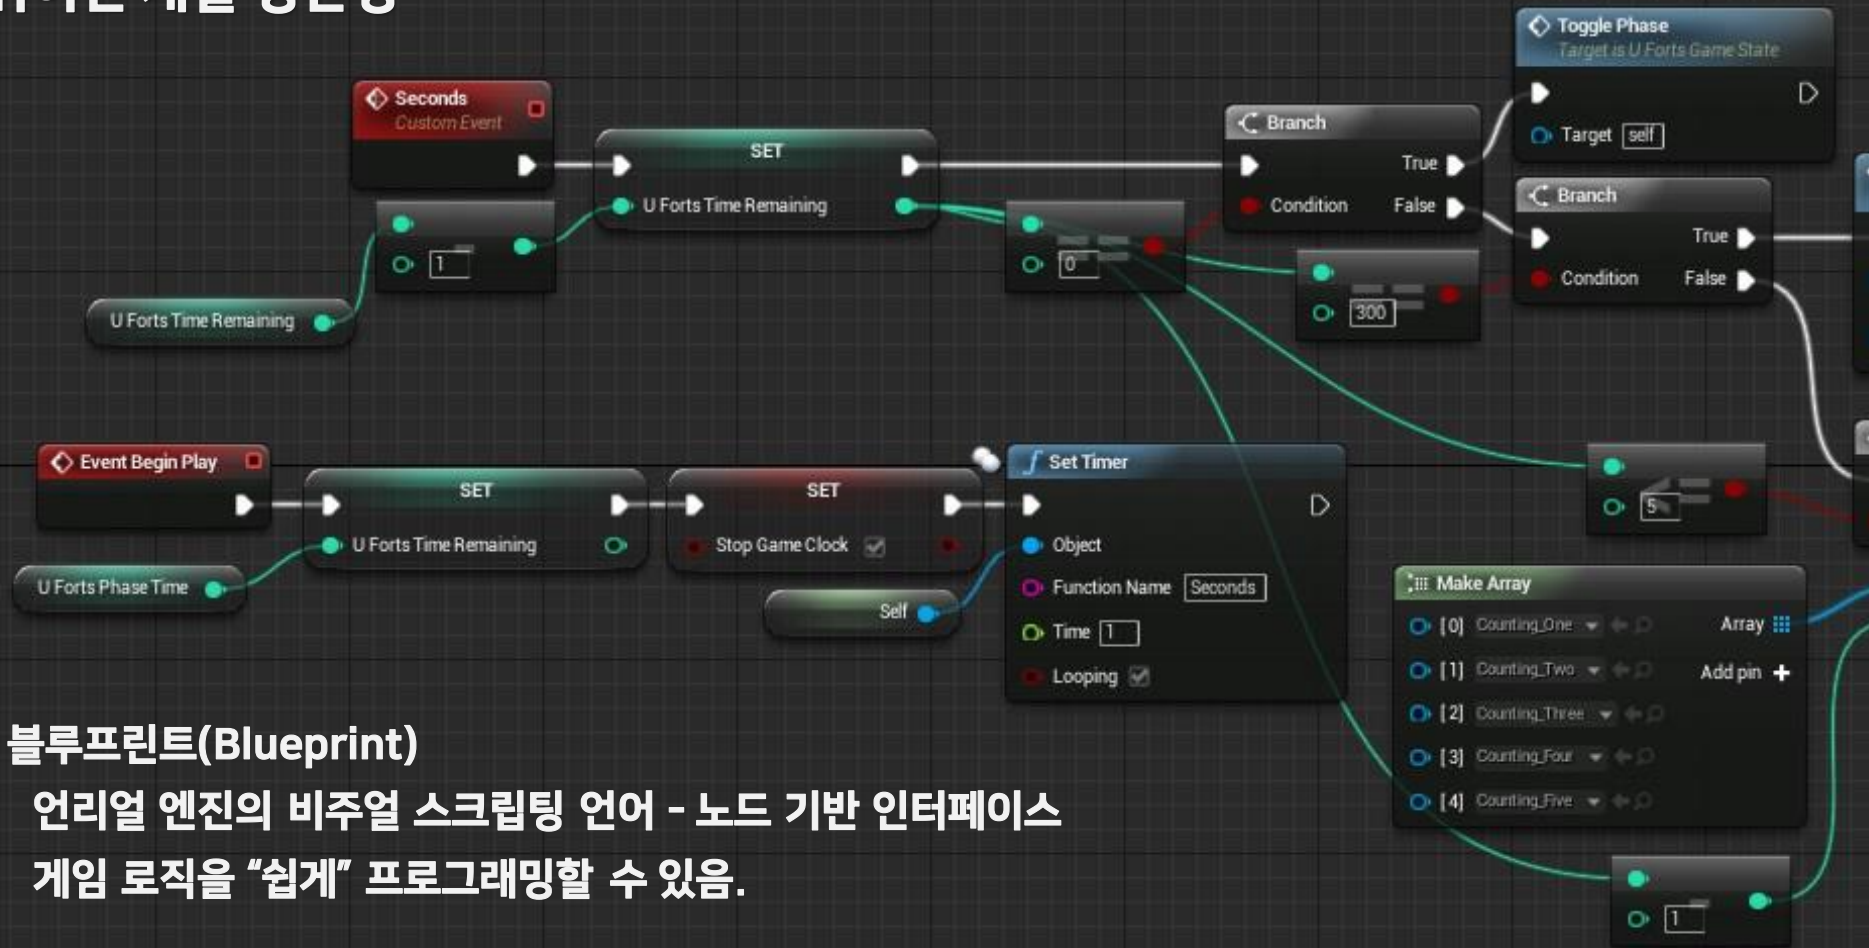 Toggle Phase
Target is U Forts Game State
Target self
Seconds
Custom Event
SET
U Forts Time Remaining
Branch
True
Condition False
Branch
True
Condition False
1
0
300
U Forts Time Remaining
Event Begin Play
SET
U Forts Time Remaining
SET
Stop Game Clock
Set Timer
Object
Function Name Seconds
Time 1
Looping
U Forts Phase Time
Self
5
Make Array
[0] Counting_One Array
[1] Counting_Two Add pin
[2] Counting_Three
[3] Counting_Four
[4] Counting_Five
1
블루프린트(Blueprint)
언리얼 엔진의 비주얼 스크립팅 언어 - 노드 기반 인터페이스
게임 로직을 “쉽게” 프로그래밍할 수 있음.